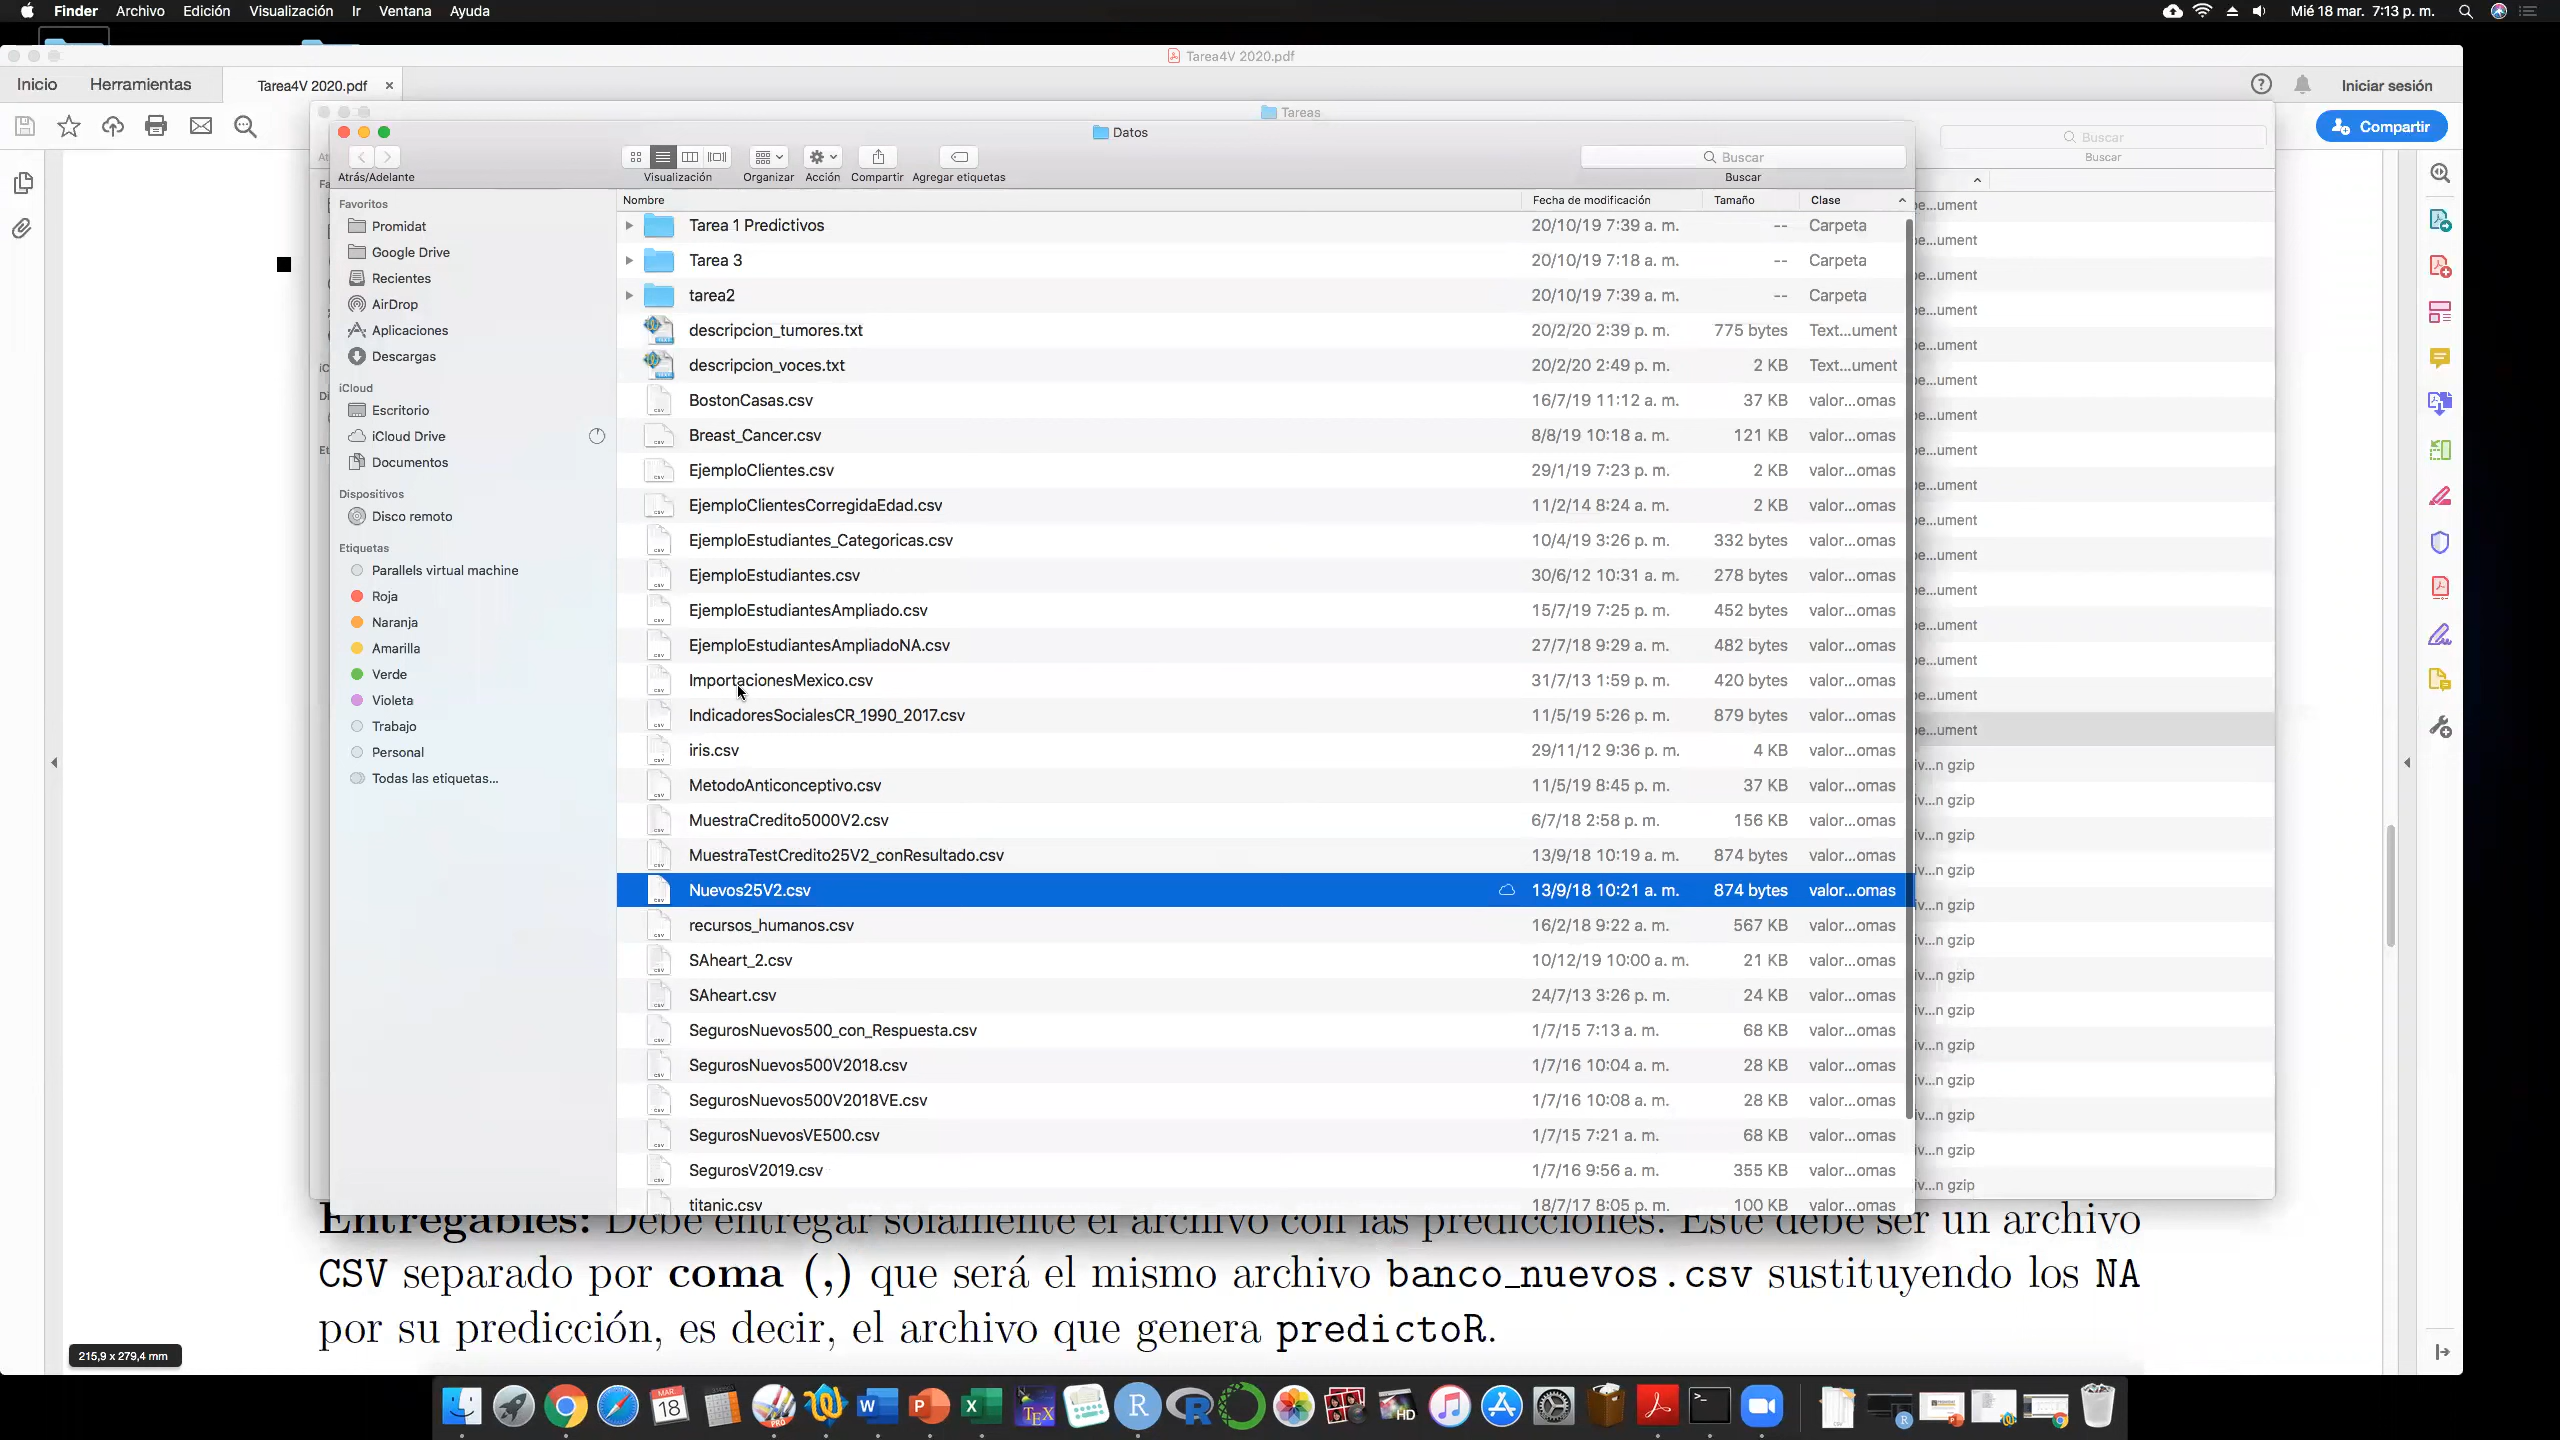 Finder Archivo Edición Visualización Ir Ventana Ayuda
Mié 18 mar. 7:13 p. m.
Tarea4V 2020.pdf
Inicio Herramientas Tarea4V 2020.pdf ×
Iniciar sesión
Tareas
Compartir
Buscar
Buscar
Datos
Buscar
Atrás/Adelante Visualización Organizar Acción Compartir Agregar etiquetas Buscar
Favoritos
Promidat
Google Drive
Recientes
AirDrop
Aplicaciones
Descargas
iCloud
Escritorio
iCloud Drive
Documentos
Dispositivos
Disco remoto
Etiquetas
Parallels virtual machine
Roja
Naranja
Amarilla
Verde
Violeta
Trabajo
Personal
Todas las etiquetas...
Nombre Fecha de modificación Tamaño Clase
Tarea 1 Predictivos 20/10/19 7:39 a. m. -- Carpeta
Tarea 3 20/10/19 7:18 a. m. -- Carpeta
tarea2 20/10/19 7:39 a. m. -- Carpeta
descripcion_tumores.txt 20/2/20 2:39 p. m. 775 bytes Text...ument
descripcion_voces.txt 20/2/20 2:49 p. m. 2 KB Text...ument
BostonCasas.csv 16/7/19 11:12 a. m. 37 KB valor...omas
Breast_Cancer.csv 8/8/19 10:18 a. m. 121 KB valor...omas
EjemploClientes.csv 29/1/19 7:23 p. m. 2 KB valor...omas
EjemploClientesCorregidaEdad.csv 11/2/14 8:24 a. m. 2 KB valor...omas
EjemploEstudiantes_Categoricas.csv 10/4/19 3:26 p. m. 332 bytes valor...omas
EjemploEstudiantes.csv 30/6/12 10:31 a. m. 278 bytes valor...omas
EjemploEstudiantesAmpliado.csv 15/7/19 7:25 p. m. 452 bytes valor...omas
EjemploEstudiantesAmpliadoNA.csv 27/7/18 9:29 a. m. 482 bytes valor...omas
ImportacionesMexico.csv 31/7/13 1:59 p. m. 420 bytes valor...omas
IndicadoresSocialesCR_1990_2017.csv 11/5/19 5:26 p. m. 879 bytes valor...omas
iris.csv 29/11/12 9:36 p. m. 4 KB valor...omas
MetodoAnticonceptivo.csv 11/5/19 8:45 p. m. 37 KB valor...omas
MuestraCredito5000V2.csv 6/7/18 2:58 p. m. 156 KB valor...omas
MuestraTestCredito25V2_conResultado.csv 13/9/18 10:19 a. m. 874 bytes valor...omas
Nuevos25V2.csv 13/9/18 10:21 a. m. 874 bytes valor...omas
recursos_humanos.csv 16/2/18 9:22 a. m. 567 KB valor...omas
SAheart_2.csv 10/12/19 10:00 a. m. 21 KB valor...omas
SAheart.csv 24/7/13 3:26 p. m. 24 KB valor...omas
SegurosNuevos500_con_Respuesta.csv 1/7/15 7:13 a. m. 68 KB valor...omas
SegurosNuevos500V2018.csv 1/7/16 10:04 a. m. 28 KB valor...omas
SegurosNuevos500V2018VE.csv 1/7/16 10:08 a. m. 28 KB valor...omas
SegurosNuevosVE500.csv 1/7/15 7:21 a. m. 68 KB valor...omas
SegurosV2019.csv 1/7/16 9:56 a. m. 355 KB valor...omas
titanic.csv 18/7/17 8:05 p. m. 100 KB valor...omas
Entregables: Debe entregar solamente el archivo con las predicciones. Este debe ser un archivo
CSV separado por coma (,) que será el mismo archivo banco_nuevos.csv sustituyendo los NA
por su predicción, es decir, el archivo que genera predictoR.
215,9 x 279,4 mm